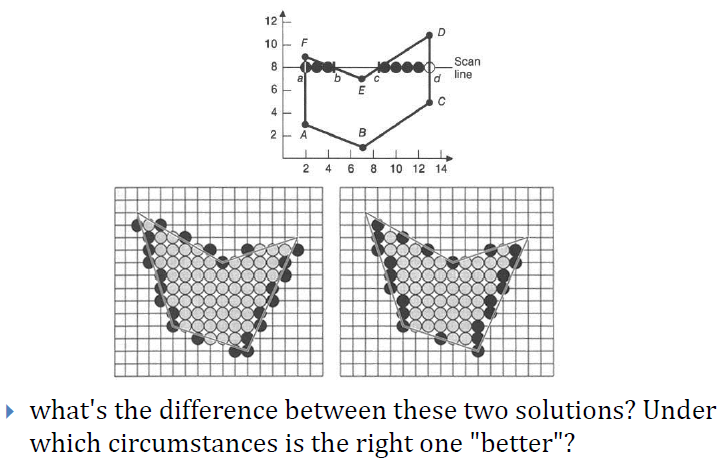 12
10
8
6
4
2
F
D
Scan
line
a
b
c
d
E
C
A
B
2 4 6 8 10 12 14
what's the difference between these two solutions? Under
which circumstances is the right one "better"?